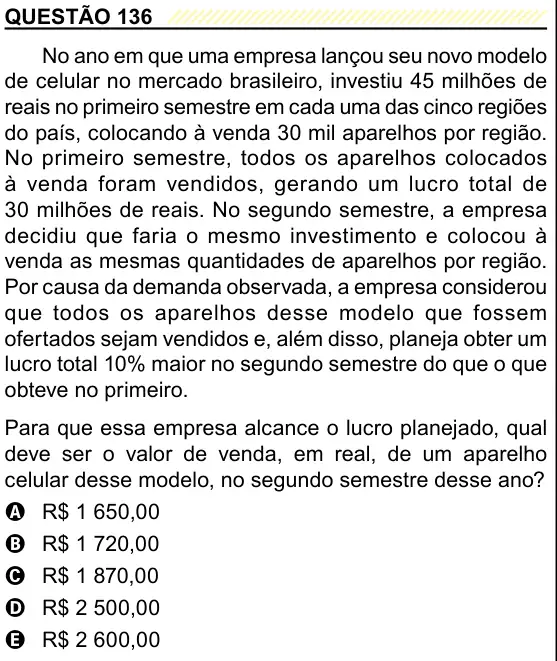 QUESTÃO 136
No ano em que uma empresa lançou seu novo modelo
de celular no mercado brasileiro, investiu 45 milhões de
reais no primeiro semestre em cada uma das cinco regiões
do país, colocando à venda 30 mil aparelhos por região.
No primeiro semestre, todos os aparelhos colocados
à venda foram vendidos, gerando um lucro total de
30 milhões de reais. No segundo semestre, a empresa
decidiu que faria o mesmo investimento e colocou à
venda as mesmas quantidades de aparelhos por região.
Por causa da demanda observada, a empresa considerou
que todos os aparelhos desse modelo que fossem
ofertados sejam vendidos e, além disso, planeja obter um
lucro total 10% maior no segundo semestre do que o que
obteve no primeiro.
Para que essa empresa alcance o lucro planejado, qual
deve ser o valor de venda, em real, de um aparelho
celular desse modelo, no segundo semestre desse ano?
A R$ 1 650,00
B R$ 1 720,00
C R$ 1 870,00
D R$ 2 500,00
E R$ 2 600,00